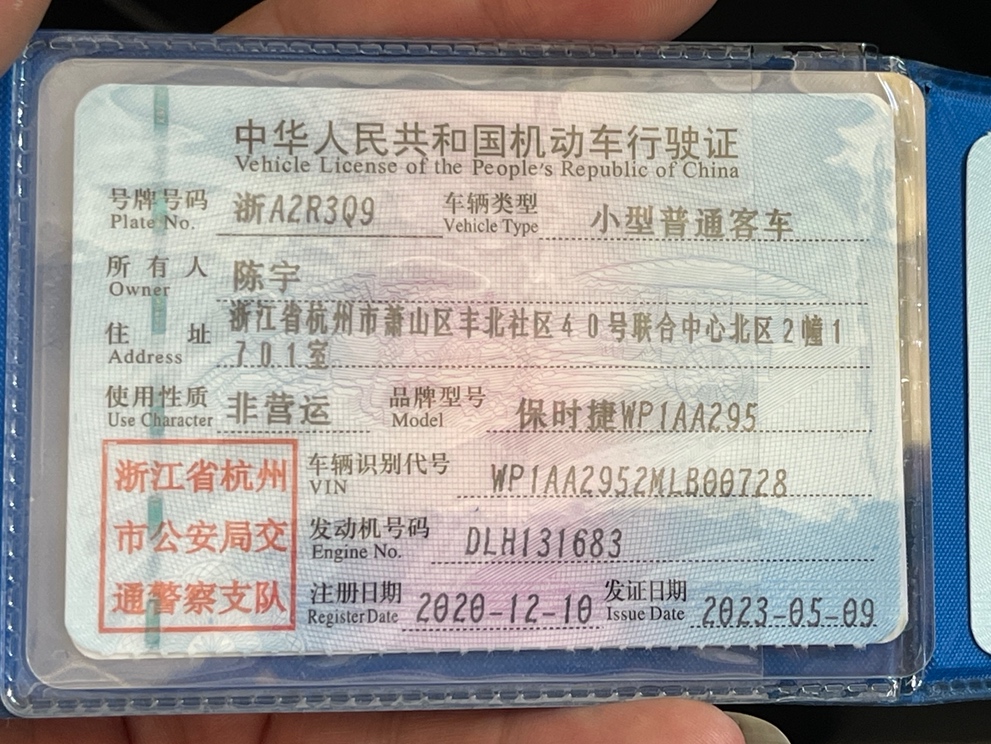 中华人民共和国机动车行驶证
Vehicle License of the People's Republic of China
号牌号码 浙A2R3Q9 车辆类型 小型普通客车
Plate No. Vehicle Type
所有人 陈宇
Owner
住址 浙江省杭州市萧山区丰北社区40号联合中心北区2幢1
Address 701室
使用性质 非营运 品牌型号 保时捷WP1AA295
Use Character Model
浙江省杭州
市公安局交
通警察支队
车辆识别代号 WP1AA2952MLB00728
VIN
发动机号码 DLH131683
Engine No.
注册日期 2020-12-10 发证日期 2023-05-09
Register Date Issue Date